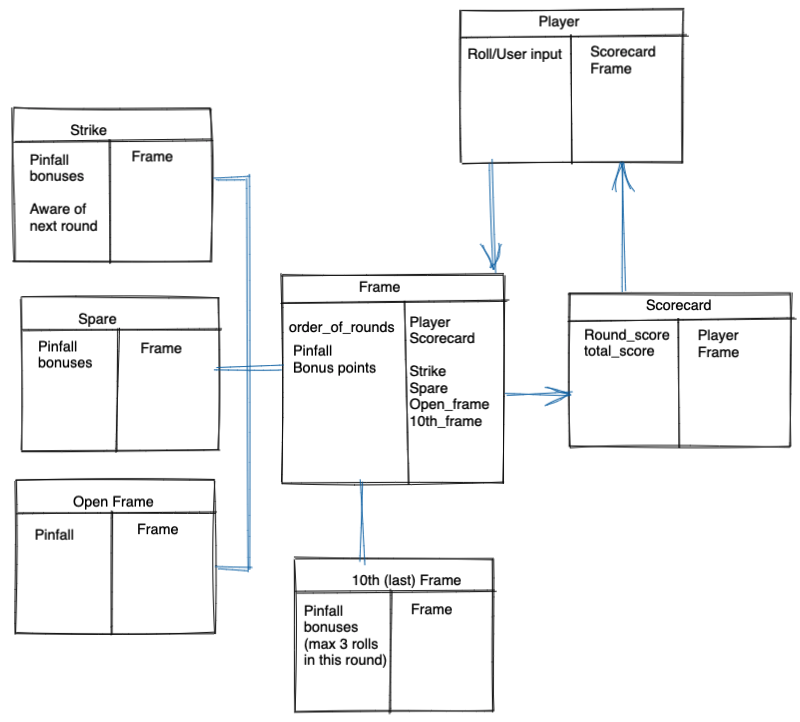 Player
Roll/User input
Scorecard
Frame
Strike
Pinfall
bonuses
Aware of
next round
Frame
Spare
Pinfall
bonuses
Frame
Open Frame
Pinfall
Frame
Frame
order_of_rounds
Pinfall
Bonus points
Player
Scorecard
Strike
Spare
Open_frame
10th_frame
Scorecard
Round_score
total_score
Player
Frame
10th (last) Frame
Pinfall
bonuses
(max 3 rolls
in this round)
Frame